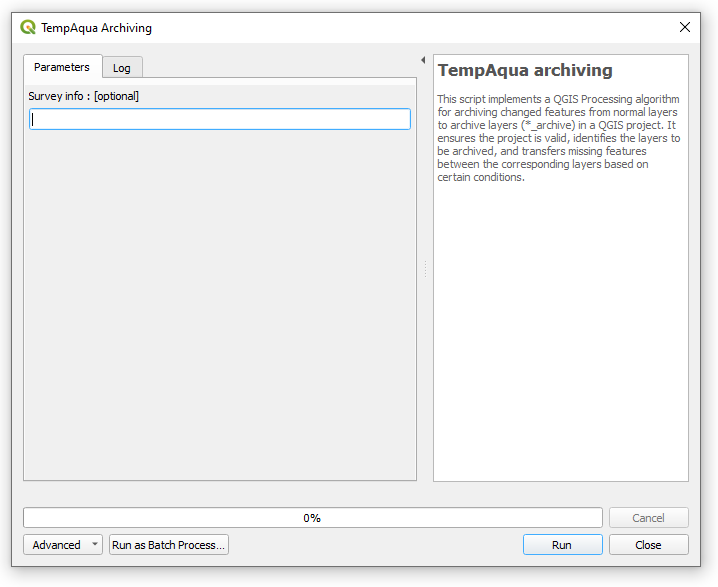 TempAqua Archiving
Parameters
Log
Survey info : [optional]
TempAqua archiving
This script implements a QGIS Processing algorithm
for archiving changed features from normal layers
to archive layers (*_archive) in a QGIS project. It
ensures the project is valid, identifies the layers to
be archived, and transfers missing features
between the corresponding layers based on
certain conditions.
0%
Cancel
Advanced
Run as Batch Process...
Run
Close